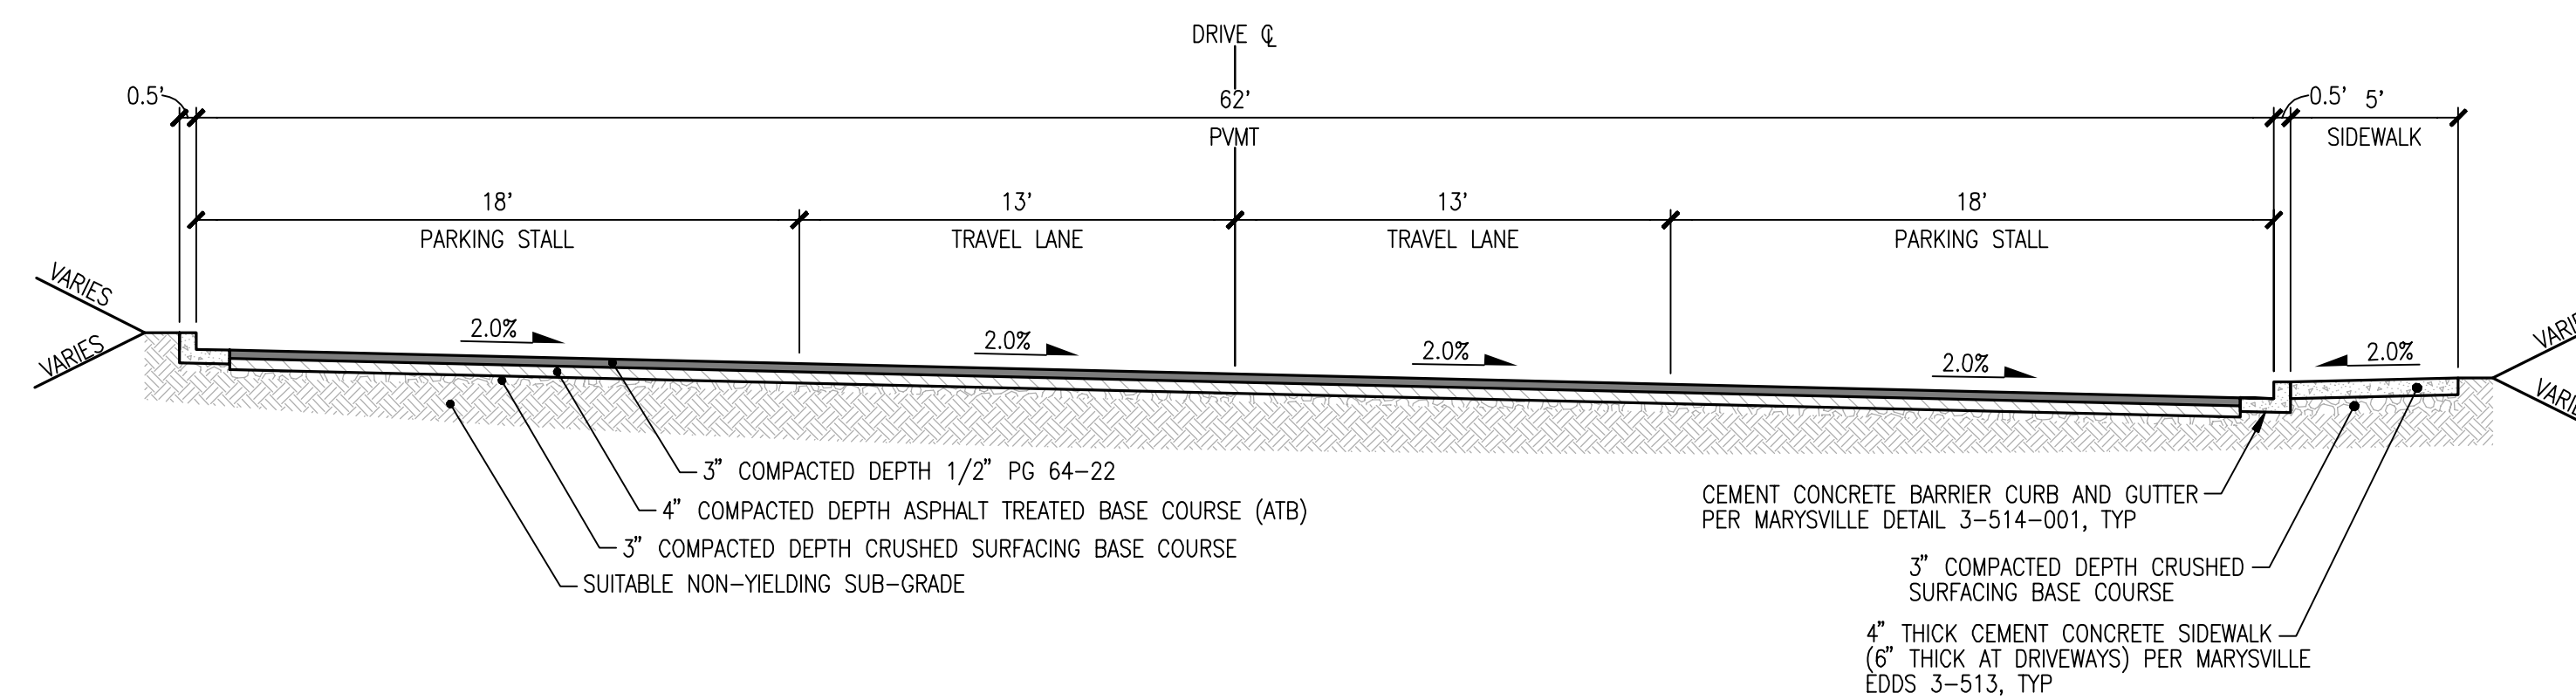 DRIVE ℄
0.5'
62'
0.5' 5'
PVMT
SIDEWALK
18'
13'
13'
18'
PARKING STALL
TRAVEL LANE
TRAVEL LANE
PARKING STALL
VARIES
VARIES
2.0%
2.0%
2.0%
2.0%
2.0%
3" COMPACTED DEPTH 1/2" PG 64-22
4" COMPACTED DEPTH ASPHALT TREATED BASE COURSE (ATB)
3" COMPACTED DEPTH CRUSHED SURFACING BASE COURSE
SUITABLE NON-YIELDING SUB-GRADE
CEMENT CONCRETE BARRIER CURB AND GUTTER
PER MARYSVILLE DETAIL 3-514-001, TYP
3" COMPACTED DEPTH CRUSHED
SURFACING BASE COURSE
4" THICK CEMENT CONCRETE SIDEWALK
(6" THICK AT DRIVEWAYS) PER MARYSVILLE
EDDS 3-513, TYP